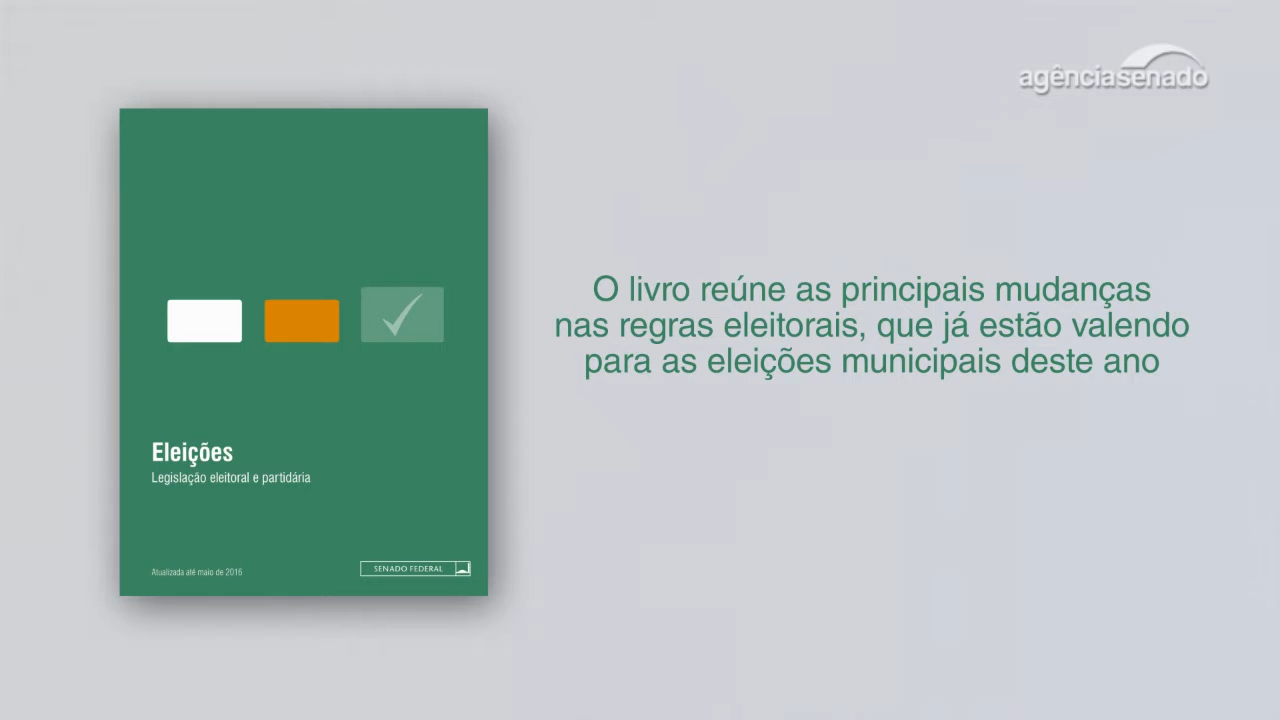 agênciasenado
O livro reúne as principais mudanças
nas regras eleitorais, que já estão valendo
para as eleições municipais deste ano
Eleições
Legislação eleitoral e partidária
Atualizada até maio de 2016
SENADO FEDERAL